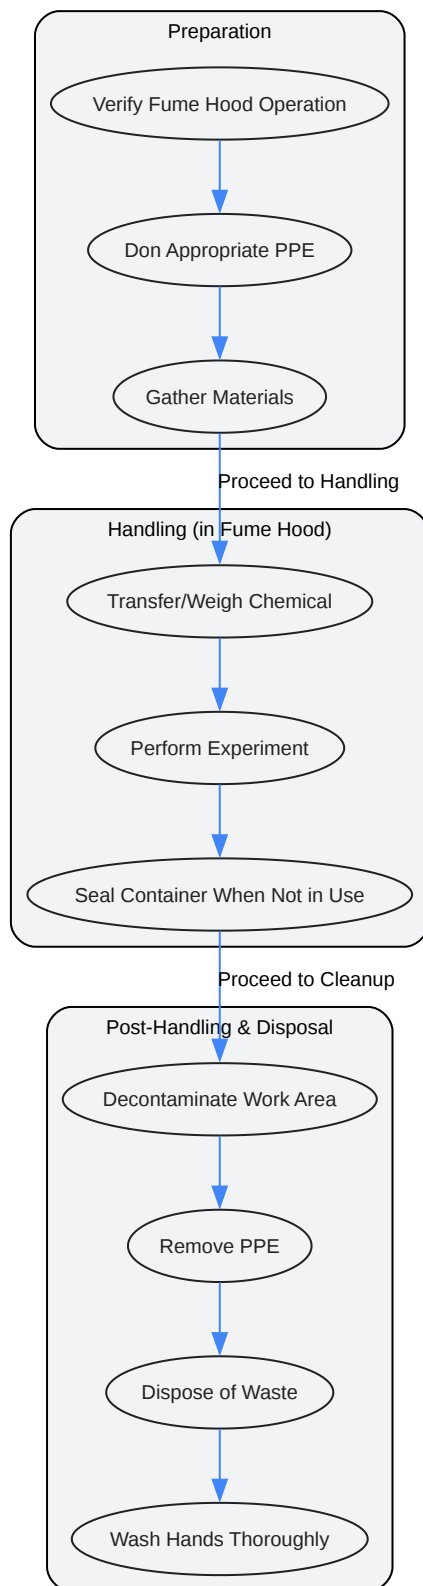 Preparation
Verify Fume Hood Operation
Don Appropriate PPE
Gather Materials
Proceed to Handling
Handling (in Fume Hood)
Transfer/Weigh Chemical
Perform Experiment
Seal Container When Not in Use
Proceed to Cleanup
Post-Handling & Disposal
Decontaminate Work Area
Remove PPE
Dispose of Waste
Wash Hands Thoroughly